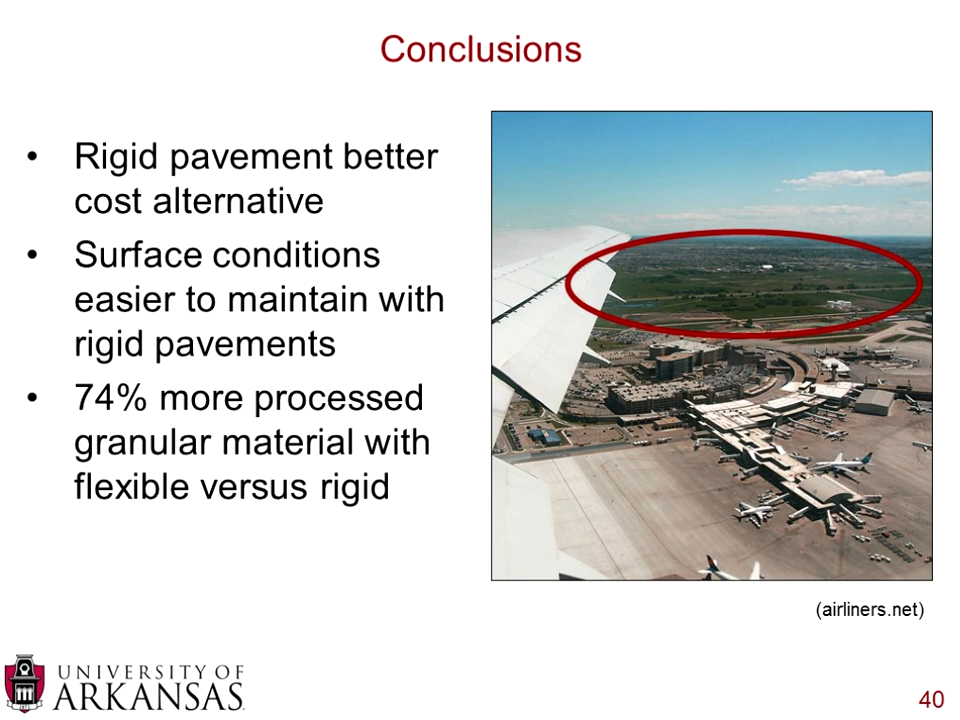 Conclusions
• Rigid pavement better
cost alternative
• Surface conditions
easier to maintain with
rigid pavements
• 74% more processed
granular material with
flexible versus rigid
(airliners.net)
UNIVERSITY OF
ARKANSAS
40